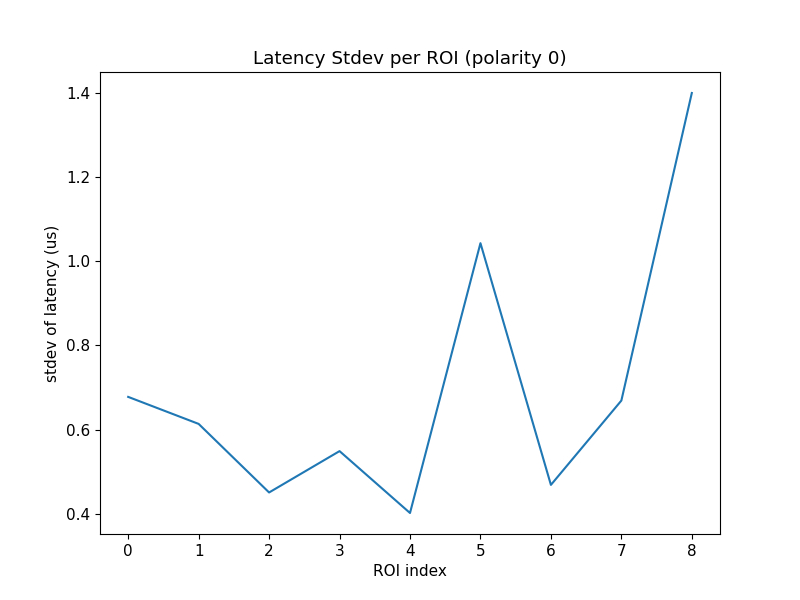 Latency Stdev per ROI (polarity 0)
stdev of latency (us)
1.4
1.2
1.0
0.8
0.6
0.4
0 1 2 3 4 5 6 7 8
ROI index